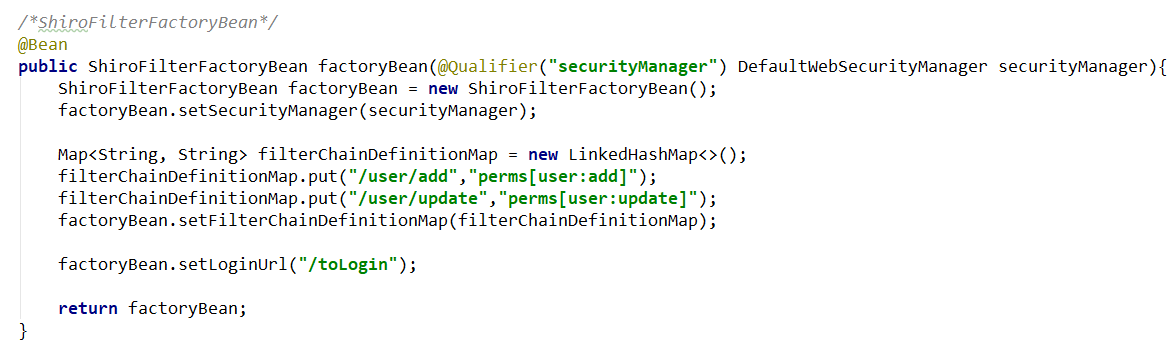 /*ShiroFilterFactoryBean*/
@Bean
public ShiroFilterFactoryBean factoryBean(@Qualifier("securityManager") DefaultWebSecurityManager securityManager){
    ShiroFilterFactoryBean factoryBean = new ShiroFilterFactoryBean();
    factoryBean.setSecurityManager(securityManager);

    Map<String, String> filterChainDefinitionMap = new LinkedHashMap<>();
    filterChainDefinitionMap.put("/user/add","perms[user:add]");
    filterChainDefinitionMap.put("/user/update","perms[user:update]");
    factoryBean.setFilterChainDefinitionMap(filterChainDefinitionMap);

    factoryBean.setLoginUrl("/toLogin");

    return factoryBean;
}